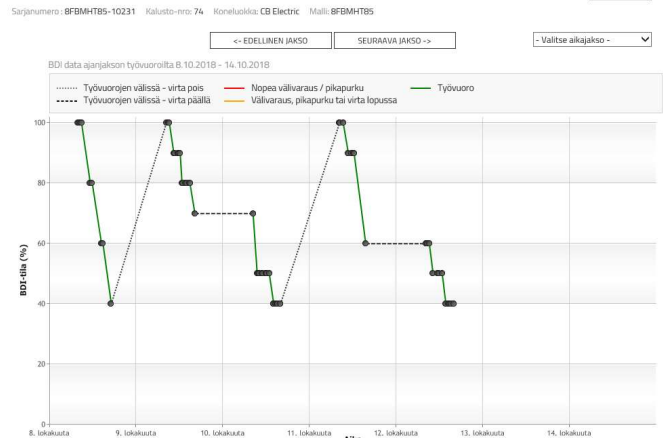 Sarjanumero : 8FBMHT85-10231 Kalusto-nro: 74 Koneluokka: CB Electric Malli: 8FBMHT85
<- EDELLINEN JAKSO SEURAAVA JAKSO -> - Valitse aikajakso -
BDI data ajanjakson työvuoroilta 8.10.2018 - 14.10.2018
Työvuorojen välissä - virta pois Nopea välivaraus / pikapurku Työvuoro
Työvuorojen välissä - virta päällä Välivaraus, pikapurku tai virta lopussa
100
80
60
BDI-tila (%)
40
20
0
8. lokakuuta 9. lokakuuta 10. lokakuuta 11. lokakuuta 12. lokakuuta 13. lokakuuta 14. lokakuuta